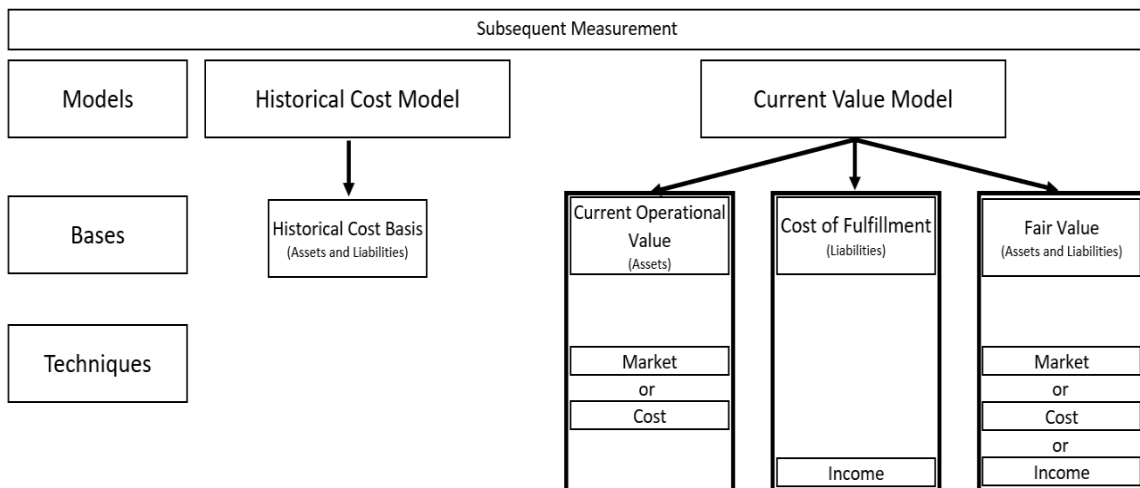 Subsequent Measurement
Models
Historical Cost Model
Current Value Model
Bases
Historical Cost Basis
(Assets and Liabilities)
Current Operational
Value
(Assets)
Cost of Fulfillment
(Liabilities)
Fair Value
(Assets and Liabilities)
Techniques
Market
or
Cost
Income
Market
or
Cost
or
Income